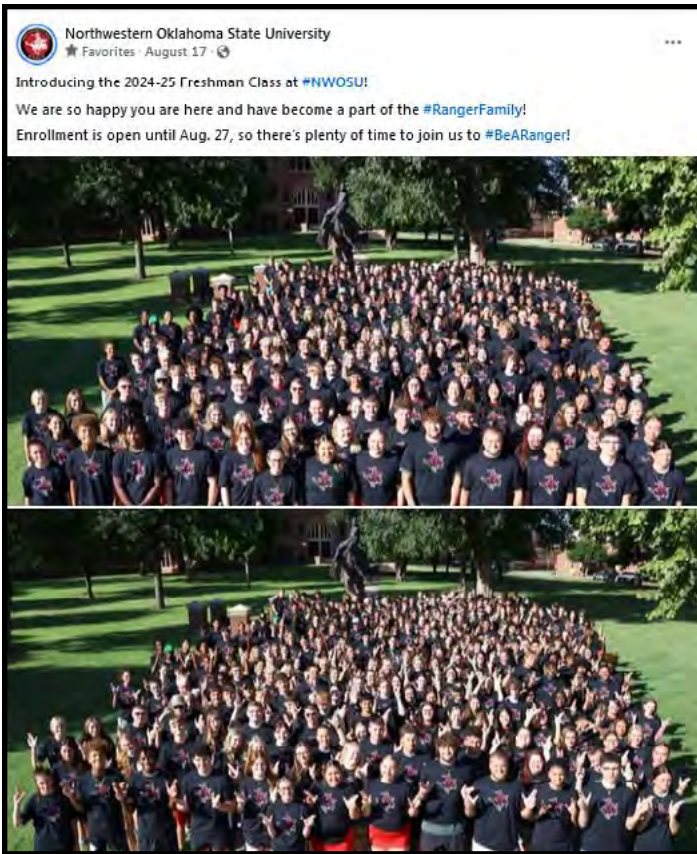 Northwestern Oklahoma State University
Favorites · August 17 ·
Introducing the 2024-25 Freshman Class at #NWOSU!
We are so happy you are here and have become a part of the #RangerFamily!
Enrollment is open until Aug. 27, so there's plenty of time to join us to #BeARanger!